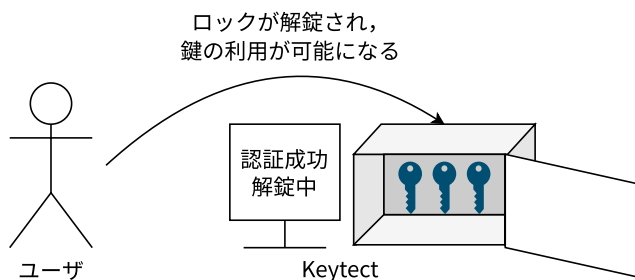 ロックが解錠され，
鍵の利用が可能になる
認証成功
解錠中
ユーザ
Keytect